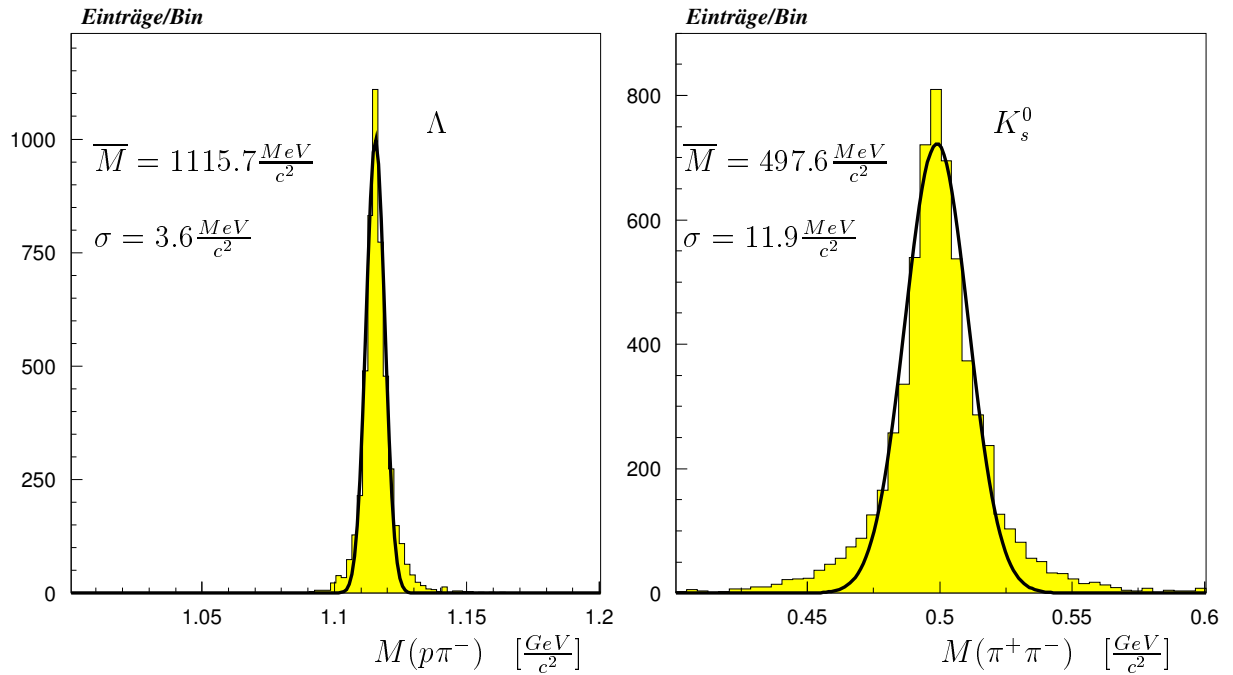 Einträge/Bin
1000
750
500
250
0
1.05
1.1
1.15
1.2
Λ
M̅ = 1115.7 MeV/c²
σ = 3.6 MeV/c²
M(pπ⁻) [GeV/c²]
Einträge/Bin
800
600
400
200
0
0.45
0.5
0.55
0.6
K⁰ₛ
M̅ = 497.6 MeV/c²
σ = 11.9 MeV/c²
M(π⁺π⁻) [GeV/c²]